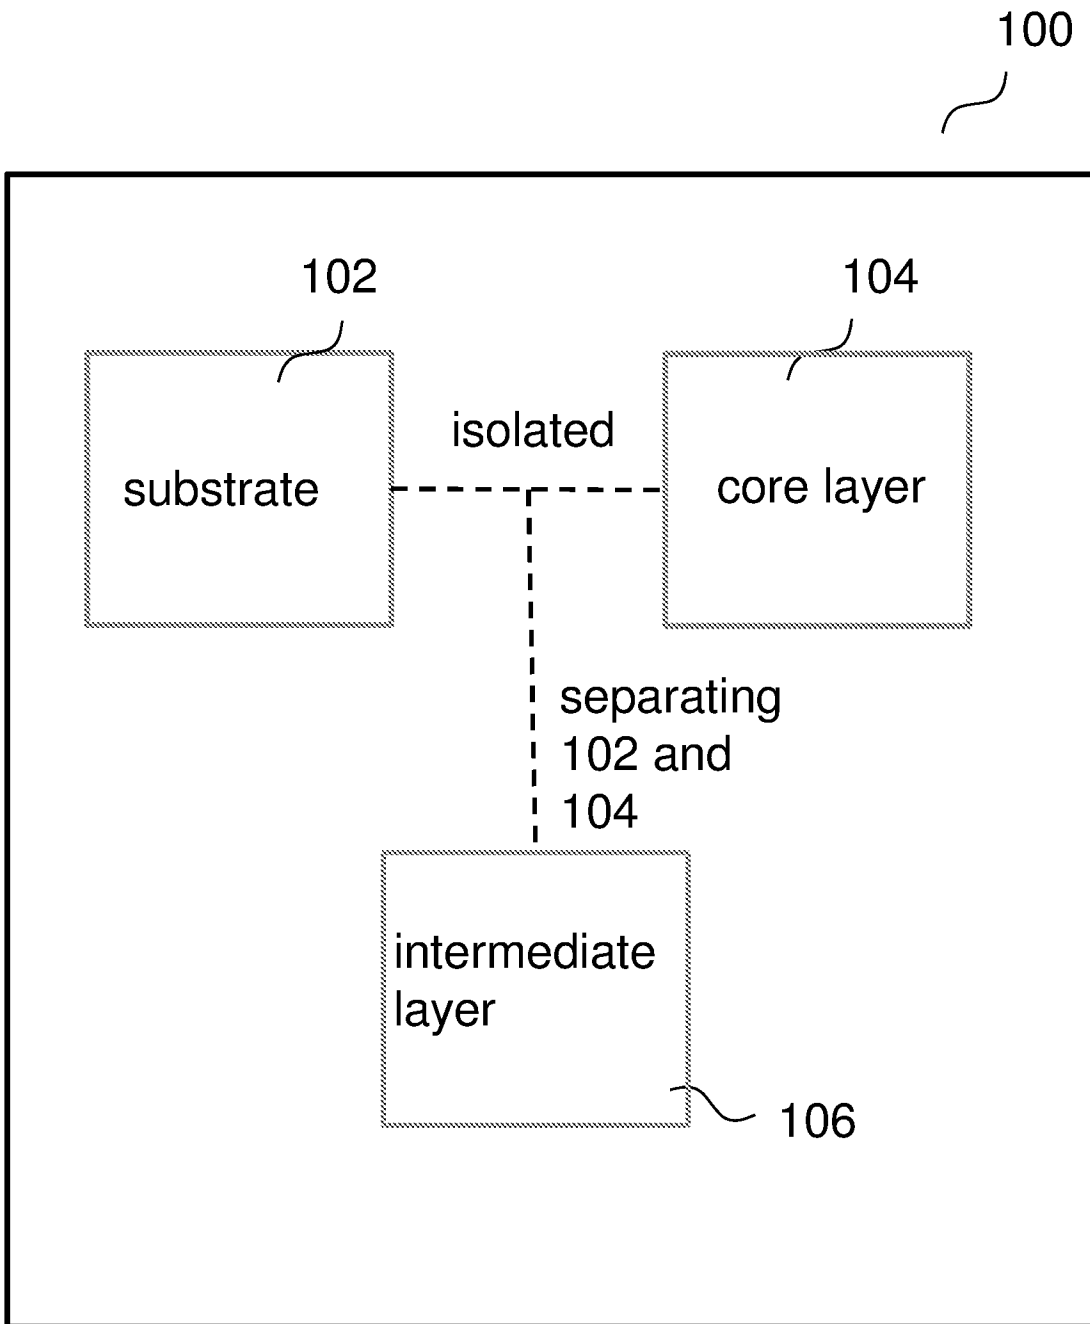 100
102
104
isolated
substrate
core layer
separating
102 and
104
intermediate
layer
106